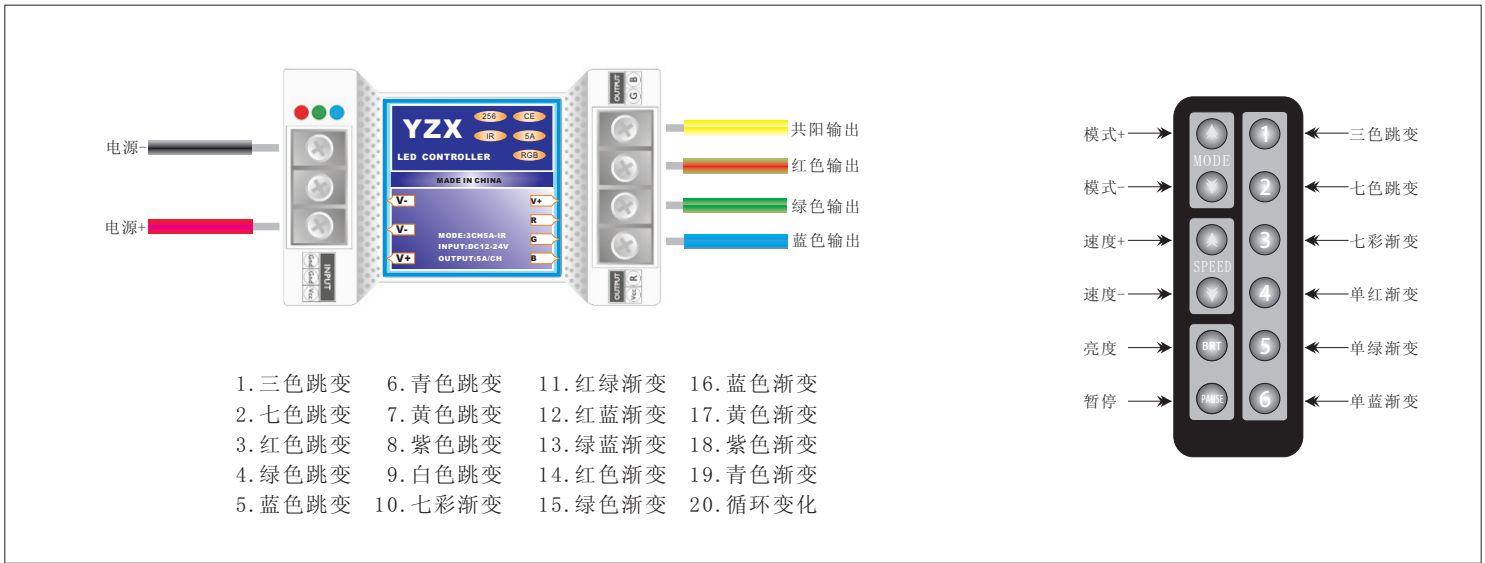 电源-
电源+
INPUT
Gnd Gnd Vcc
YZX
256 CE
IR 5A
RGB
LED CONTROLLER
MADE IN CHINA
V-
V-
V+
V+
R
G
B
MODE:3CH5A-IR
INPUT:DC12-24V
OUTPUT:5A/CH
OUTPUT
G B
OUTPUT
Vcc R
共阳输出
红色输出
绿色输出
蓝色输出
1.三色跳变 6.青色跳变 11.红绿渐变 16.蓝色渐变
2.七色跳变 7.黄色跳变 12.红蓝渐变 17.黄色渐变
3.红色跳变 8.紫色跳变 13.绿蓝渐变 18.紫色渐变
4.绿色跳变 9.白色跳变 14.红色渐变 19.青色渐变
5.蓝色跳变 10.七彩渐变 15.绿色渐变 20.循环变化
模式+ 1 三色跳变
MODE
模式- 2 七色跳变
速度+ 3 七彩渐变
SPEED
速度- 4 单红渐变
亮度 BRT 5 单绿渐变
暂停 PAWSE 6 单蓝渐变